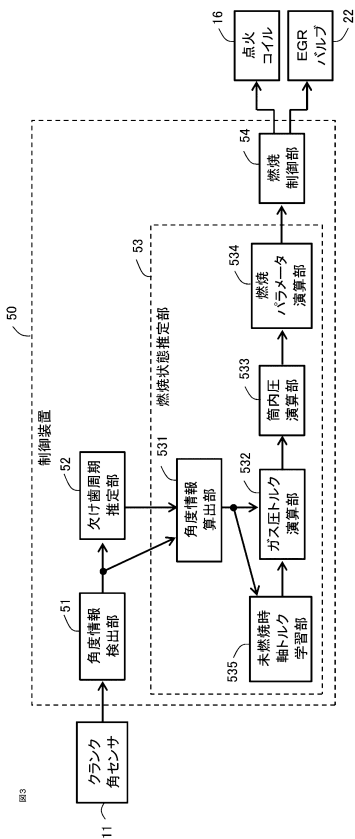 図3
50
制御装置
クランク
角センサ
11
角度情報
検出部
51
欠け歯周期
推定部
52
53
燃焼状態推定部
角度情報
算出部
531
未燃焼時
軸トルク
学習部
535
ガス圧トルク
演算部
532
筒内圧
演算部
533
燃焼
パラメータ
演算部
534
燃焼
制御部
54
点火
コイル
16
EGR
バルブ
22